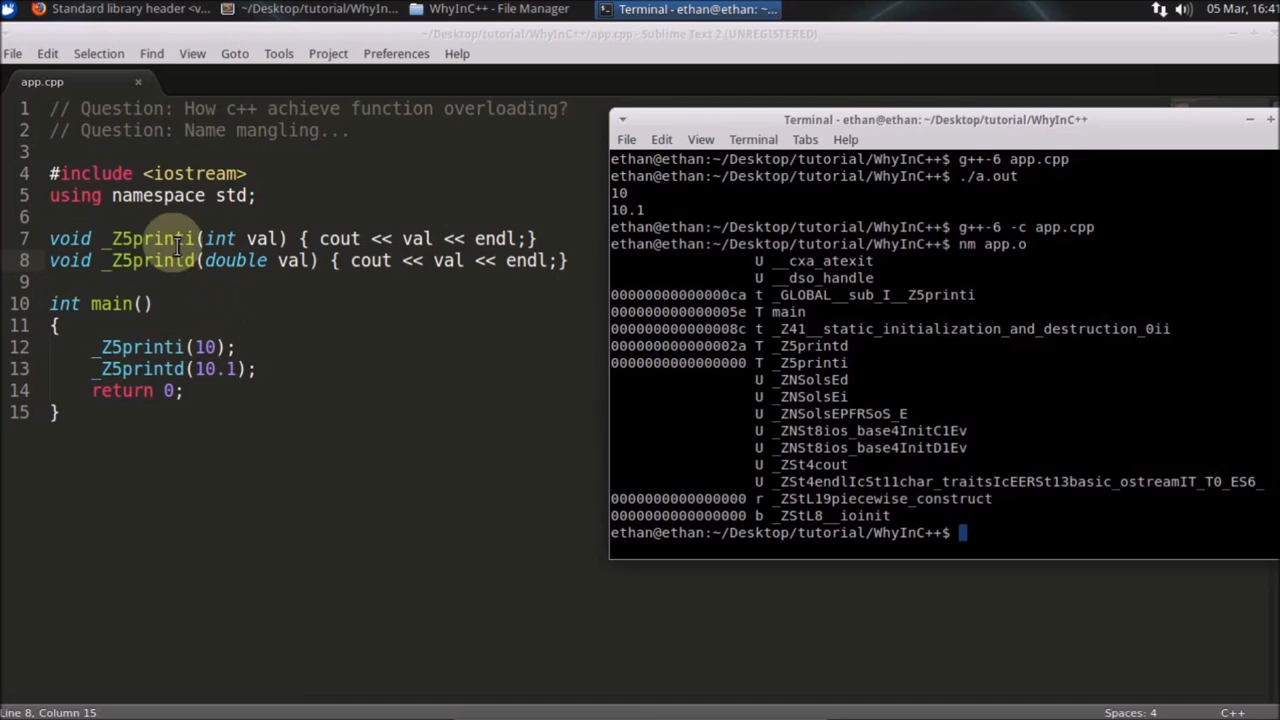 Standard library header <v...
~/Desktop/tutorial/WhyIn...
WhyInC++ - File Manager
Terminal - ethan@ethan: ~...
05 Mar, 16:41
~/Desktop/tutorial/WhyInC++/app.cpp - Sublime Text 2 (UNREGISTERED)
File Edit Selection Find View Goto Tools Project Preferences Help
app.cpp ×
1 // Question: How c++ achieve function overloading?
2 // Question: Name mangling...
3
4 #include <iostream>
5 using namespace std;
6
7 void _Z5printi(int val) { cout << val << endl;}
8 void _Z5printd(double val) { cout << val << endl;}
9
10 int main()
11 {
12 _Z5printi(10);
13 _Z5printd(10.1);
14 return 0;
15 }
Terminal - ethan@ethan: ~/Desktop/tutorial/WhyInC++
File Edit View Terminal Tabs Help
ethan@ethan:~/Desktop/tutorial/WhyInC++$ g++-6 app.cpp
ethan@ethan:~/Desktop/tutorial/WhyInC++$ ./a.out
10
10.1
ethan@ethan:~/Desktop/tutorial/WhyInC++$ g++-6 -c app.cpp
ethan@ethan:~/Desktop/tutorial/WhyInC++$ nm app.o
U __cxa_atexit
U __dso_handle
00000000000000ca t _GLOBAL__sub_I__Z5printi
000000000000005e T main
000000000000008c t _Z41__static_initialization_and_destruction_0ii
000000000000002a T _Z5printd
0000000000000000 T _Z5printi
U _ZNSolsEd
U _ZNSolsEi
U _ZNSolsEPFRSoS_E
U _ZNSt8ios_base4InitC1Ev
U _ZNSt8ios_base4InitD1Ev
U _ZSt4cout
U _ZSt4endlIcSt11char_traitsIcEERSt13basic_ostreamIT_T0_ES6_
0000000000000000 r _ZStL19piecewise_construct
0000000000000000 b _ZStL8__ioinit
ethan@ethan:~/Desktop/tutorial/WhyInC++$
Line 8, Column 15
Spaces: 4
C++